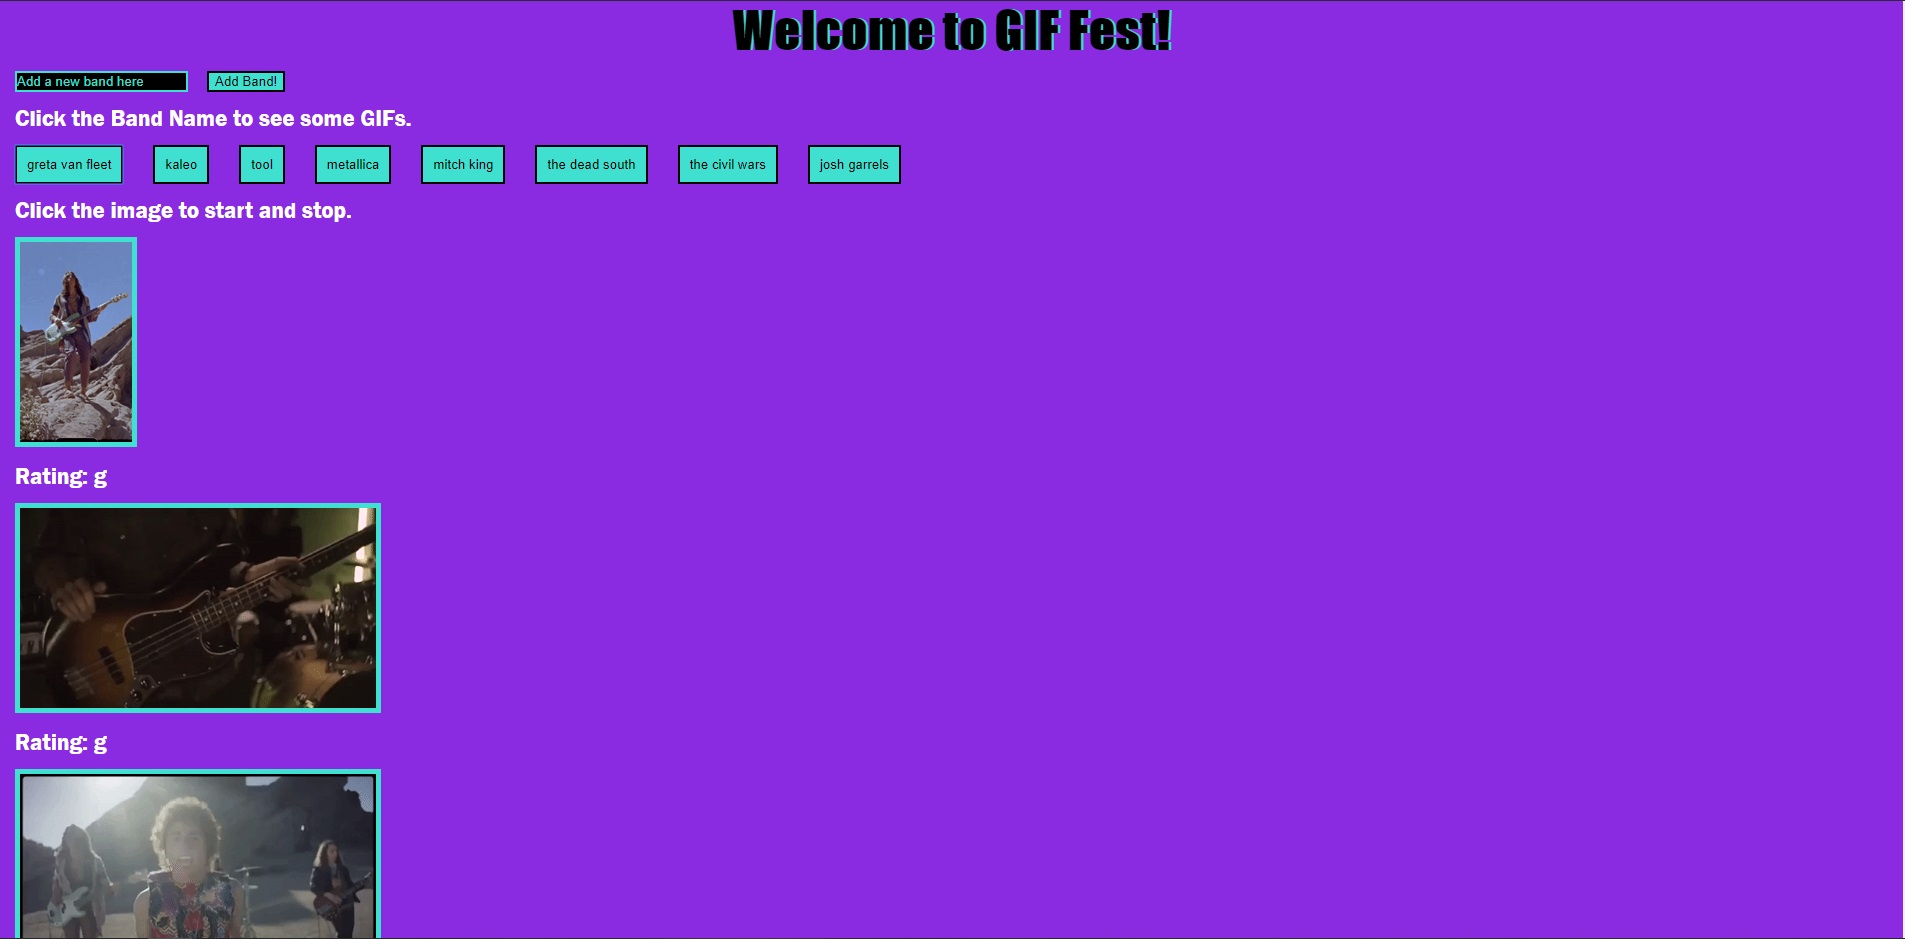 Welcome to GIF Fest!
Add a new band here Add Band!
Click the Band Name to see some GIFs.
greta van fleet kaleo tool metallica mitch king the dead south the civil wars josh garrels
Click the image to start and stop.
Rating: g
Rating: g